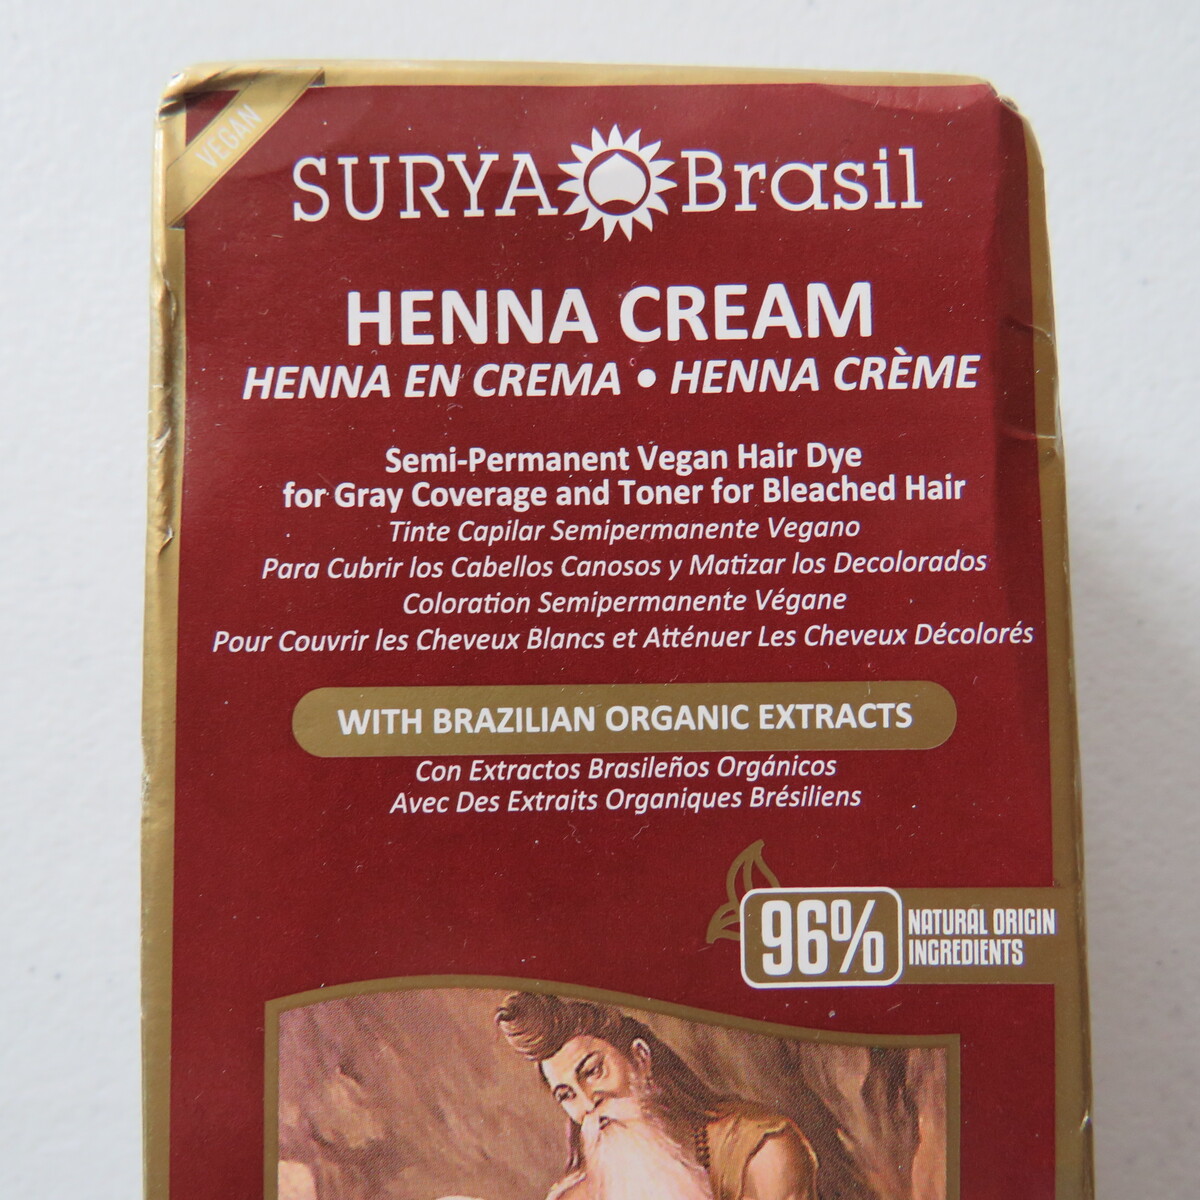 VEGAN
SURYA Brasil
HENNA CREAM
HENNA EN CREMA • HENNA CRÈME
Semi-Permanent Vegan Hair Dye
for Gray Coverage and Toner for Bleached Hair
Tinte Capilar Semipermanente Vegano
Para Cubrir los Cabellos Canosos y Matizar los Decolorados
Coloration Semipermanente Végane
Pour Couvrir les Cheveux Blancs et Atténuer Les Cheveux Décolorés
WITH BRAZILIAN ORGANIC EXTRACTS
Con Extractos Brasileños Orgánicos
Avec Des Extraits Organiques Brésiliens
96% NATURAL ORIGIN
INGREDIENTS